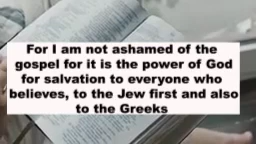 For I am not ashamed of the
gospel for it is the power of God
for salvation to everyone who
believes, to the Jew first and also
to the Greeks